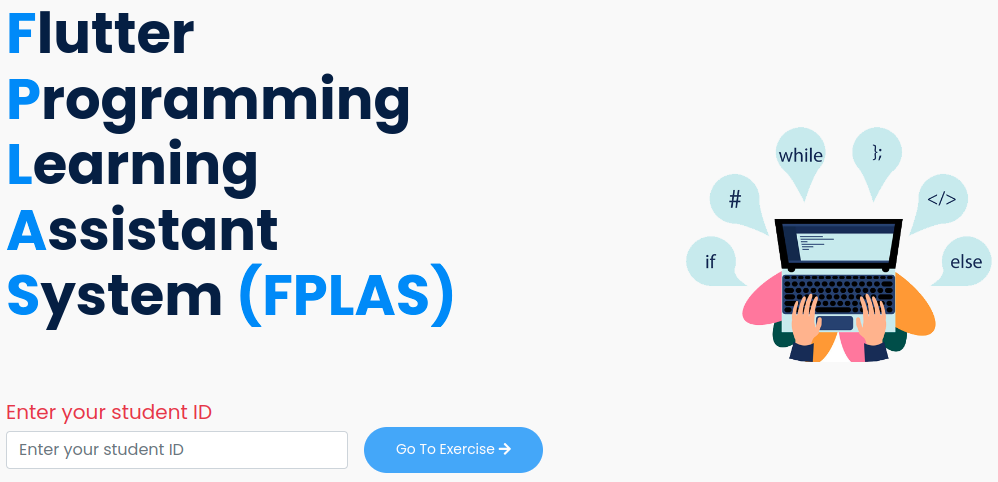 Flutter
Programming
Learning
Assistant
System (FPLAS)
while
};
#
</>
if
else
Enter your student ID
Enter your student ID
Go To Exercise →